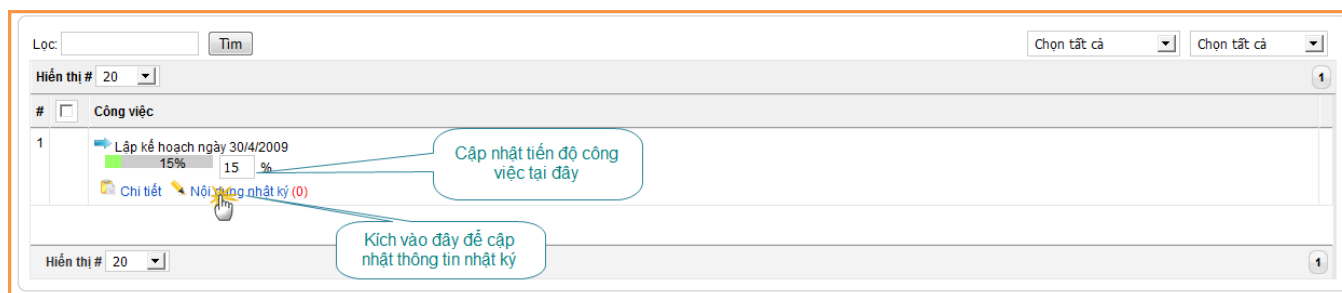 Lọc: Tìm Chọn tất cả Chọn tất cả
Hiển thị # 20 1
# Công việc
1 Lập kế hoạch ngày 30/4/2009
15% 15 %
Chi tiết Nội dung nhật ký (0)
Cập nhật tiến độ công
việc tại đây
Kích vào đây để cập
nhật thông tin nhật ký
Hiển thị # 20 1